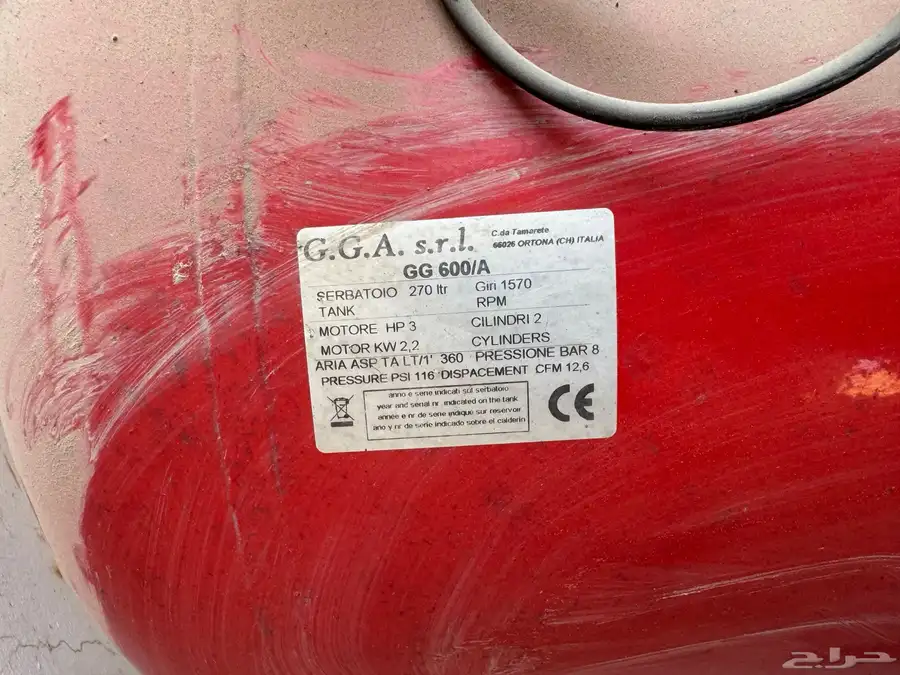 G.G.A. s.r.l.
C.da Tamarete
66026 ORTONA (CH) ITALIA
GG 600/A
SERBATOIO 270 ltr Giri 1570
TANK RPM
MOTORE HP 3 CILINDRI 2
MOTOR KW 2,2 CYLINDERS
ARIA ASP.TA LT/1' 360 PRESSIONE BAR 8
PRESSURE PSI 116 DISPACEMENT CFM 12,6
anno e serie indicati sul serbatoio
year and serial nr. indicated on the tank
année e nr de serie indiqué sur reservoir
ano y nr de serie indicado sobre el calderin
CE
حراج